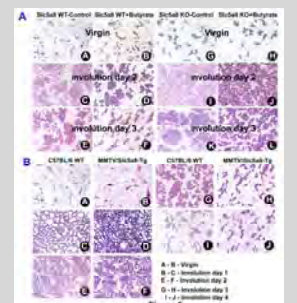 A
Slc5a8 WT-Control Slc5a8 WT+Butyrate Slc5a8 KO-Control Slc5a8 KO+Butyrate
Virgin Virgin
A B G H
Involution day 2 Involution day 2
C D I J
Involution day 3 Involution day 3
E F K L
B
C57BL/6 WT MMTV/Slc5a8-Tg C57BL/6 WT MMTV/Slc5a8-Tg
A B G H
C D I J
E F
A - B - Virgin
B - C - Involution day 1
E - F - Involution day 2
G - H - Involution day 3
I - J - Involution day 4